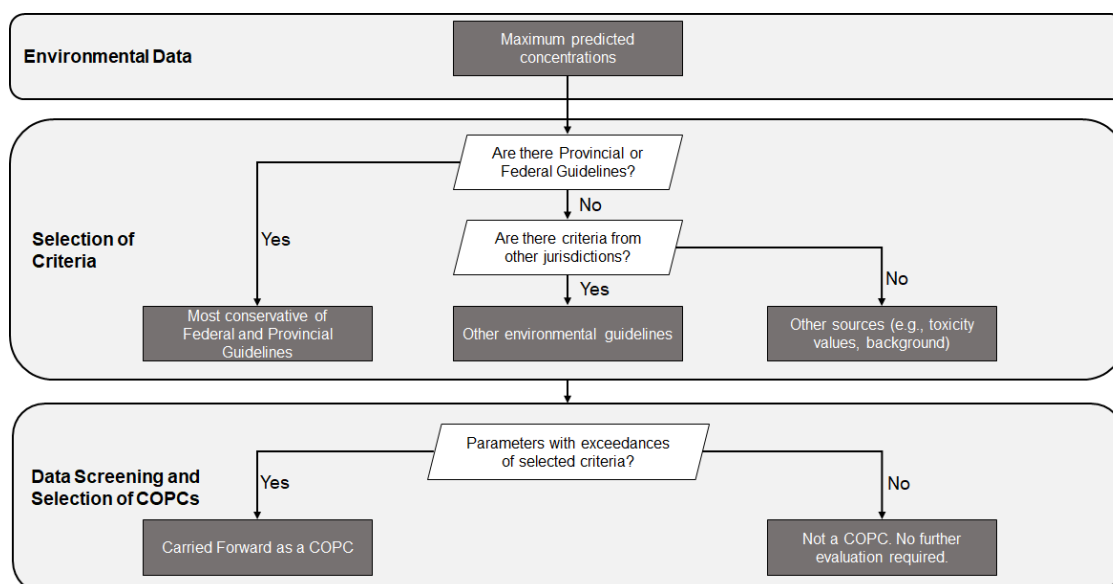 Environmental Data
Maximum predicted
concentrations
Are there Provincial or
Federal Guidelines?
No
Yes
Selection of
Criteria
Are there criteria from
other jurisdictions?
Yes
No
Most conservative of
Federal and Provincial
Guidelines
Other environmental guidelines
Other sources (e.g., toxicity
values, background)
Parameters with exceedances
of selected criteria?
Data Screening and
Selection of COPCs
Yes
No
Carried Forward as a COPC
Not a COPC. No further
evaluation required.